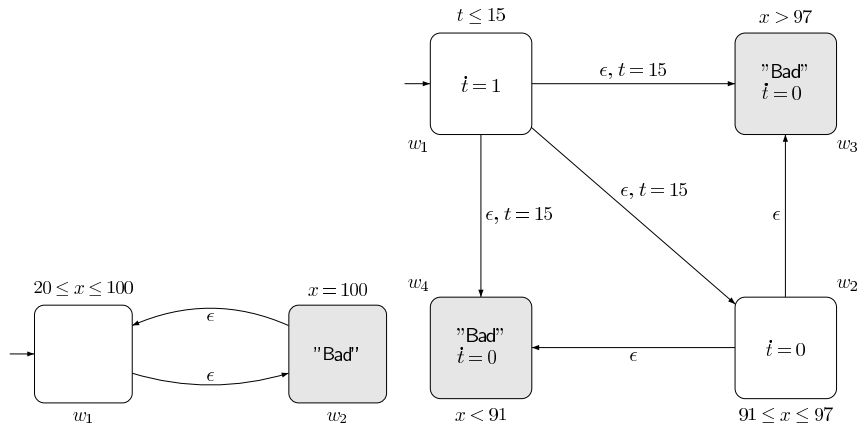 t ≤ 15
x > 97
ṫ = 1
ϵ, t = 15
"Bad"
ṫ = 0
w₁
w₃
ϵ, t = 15
ϵ, t = 15
ϵ
w₄
w₂
"Bad"
ṫ = 0
ϵ
ṫ = 0
x < 91
91 ≤ x ≤ 97
20 ≤ x ≤ 100
x = 100
ϵ
"Bad"
ϵ
w₁
w₂